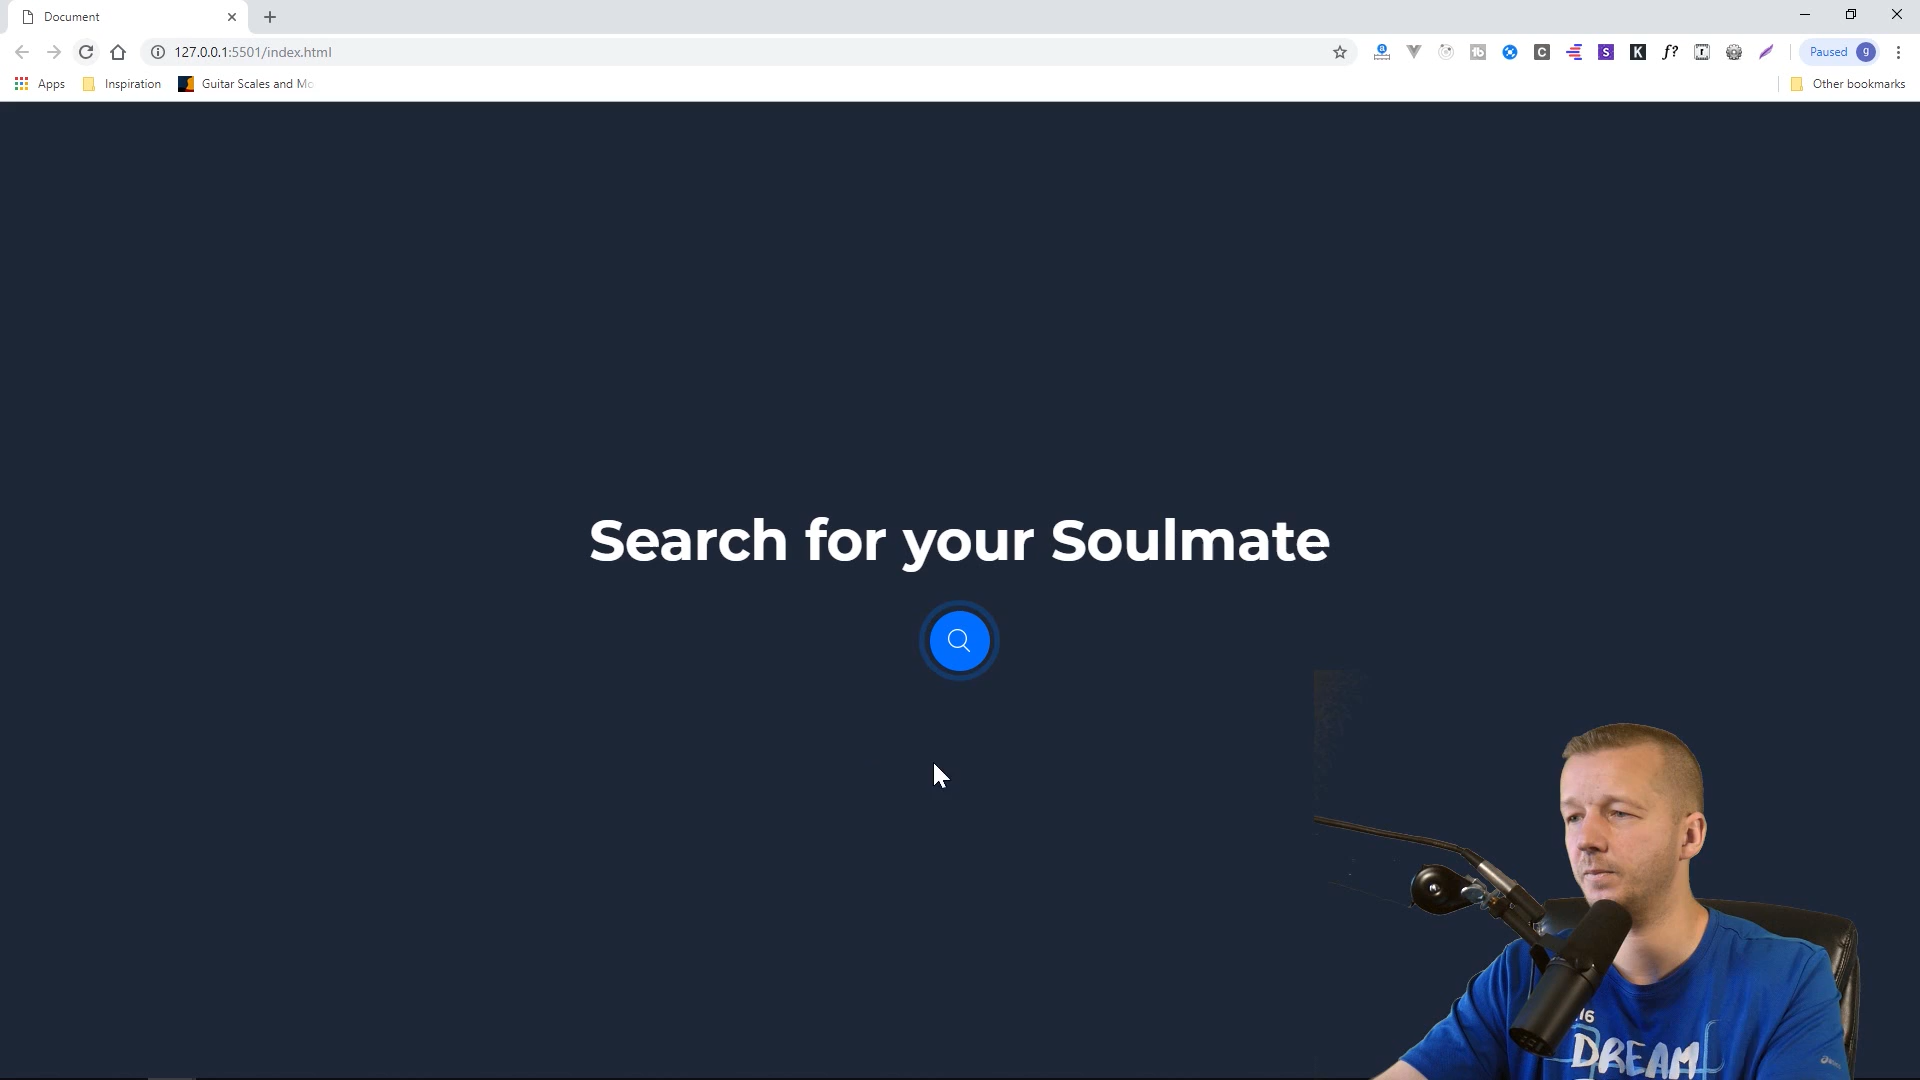 Document
127.0.0.1:5501/index.html
Paused g
Apps
Inspiration
Guitar Scales and Mo
Other bookmarks
Search for your Soulmate
DREAM